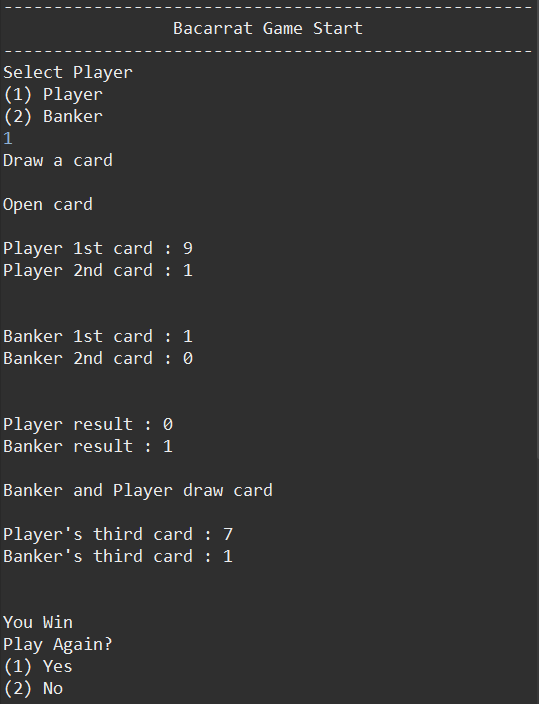 -----------------------------------------------------
Bacarrat Game Start
-----------------------------------------------------
Select Player
(1) Player
(2) Banker
1
Draw a card
Open card
Player 1st card : 9
Player 2nd card : 1
Banker 1st card : 1
Banker 2nd card : 0
Player result : 0
Banker result : 1
Banker and Player draw card
Player's third card : 7
Banker's third card : 1
You Win
Play Again?
(1) Yes
(2) No